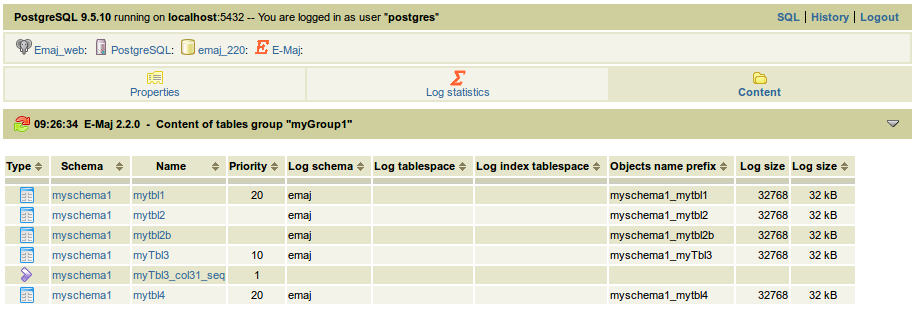 PostgreSQL 9.5.10 running on localhost:5432 -- You are logged in as user "postgres" SQL | History | Logout
Emaj_web: PostgreSQL: emaj_220: E-Maj:
Properties Log statistics Content
09:26:34 E-Maj 2.2.0 - Content of tables group "myGroup1"
Type Schema Name Priority Log schema Log tablespace Log index tablespace Objects name prefix Log size Log size
myschema1 mytbl1 20 emaj myschema1_mytbl1 32768 32 kB
myschema1 mytbl2 emaj myschema1_mytbl2 32768 32 kB
myschema1 mytbl2b emaj myschema1_mytbl2b 32768 32 kB
myschema1 myTbl3 10 emaj myschema1_myTbl3 32768 32 kB
myschema1 myTbl3_col31_seq 1
myschema1 mytbl4 20 emaj myschema1_mytbl4 32768 32 kB